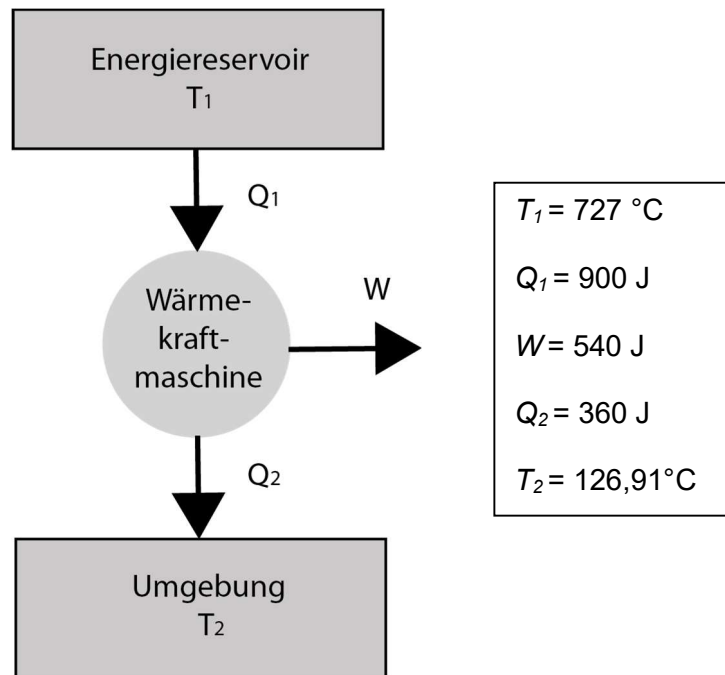 Energiereservoir
T₁
Q₁
Wärme-
kraft-
maschine
W
Q₂
Umgebung
T₂
T₁ = 727 °C
Q₁ = 900 J
W = 540 J
Q₂ = 360 J
T₂ = 126,91°C